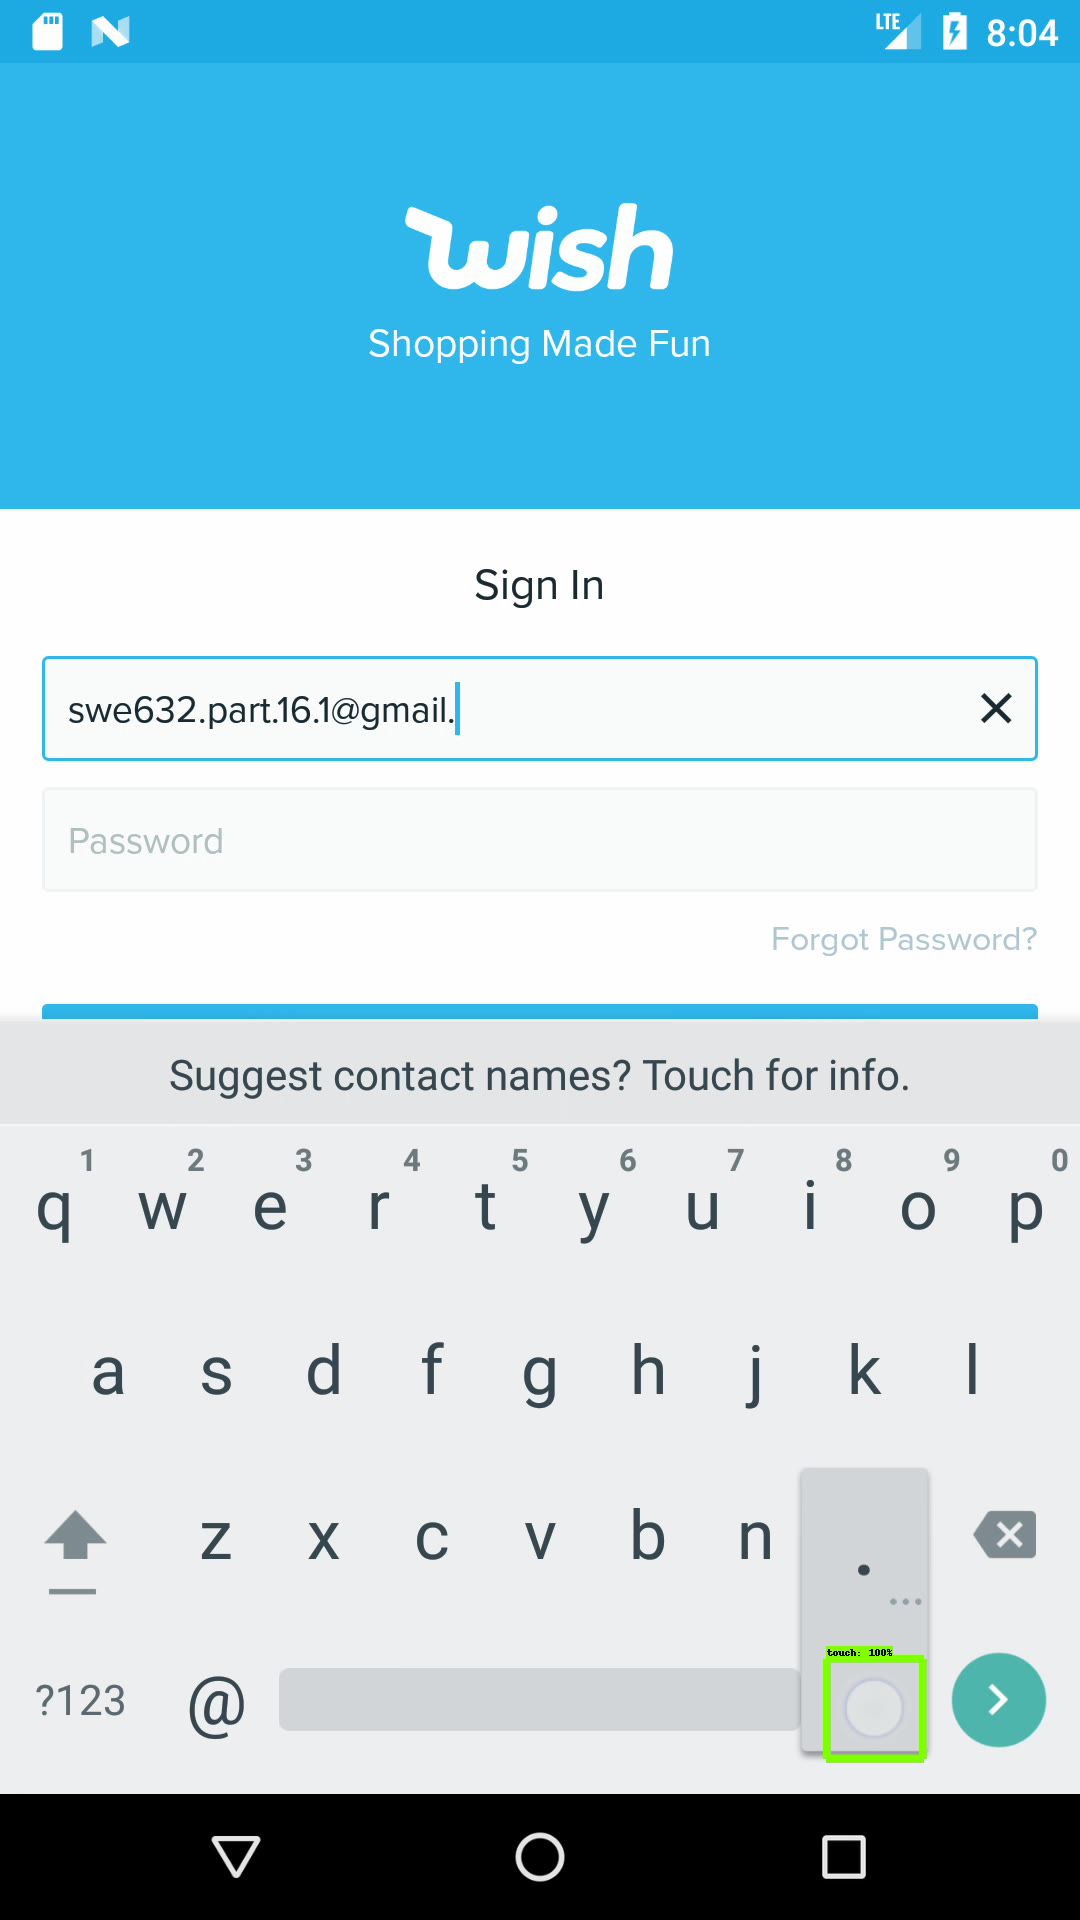 LTE 8:04
wish
Shopping Made Fun
Sign In
swe632.part.16.1@gmail.
Password
Forgot Password?
Suggest contact names? Touch for info.
1 2 3 4 5 6 7 8 9 0
q w e r t y u i o p
a s d f g h j k l
z x c v b n .
touch: 100%
?123 @